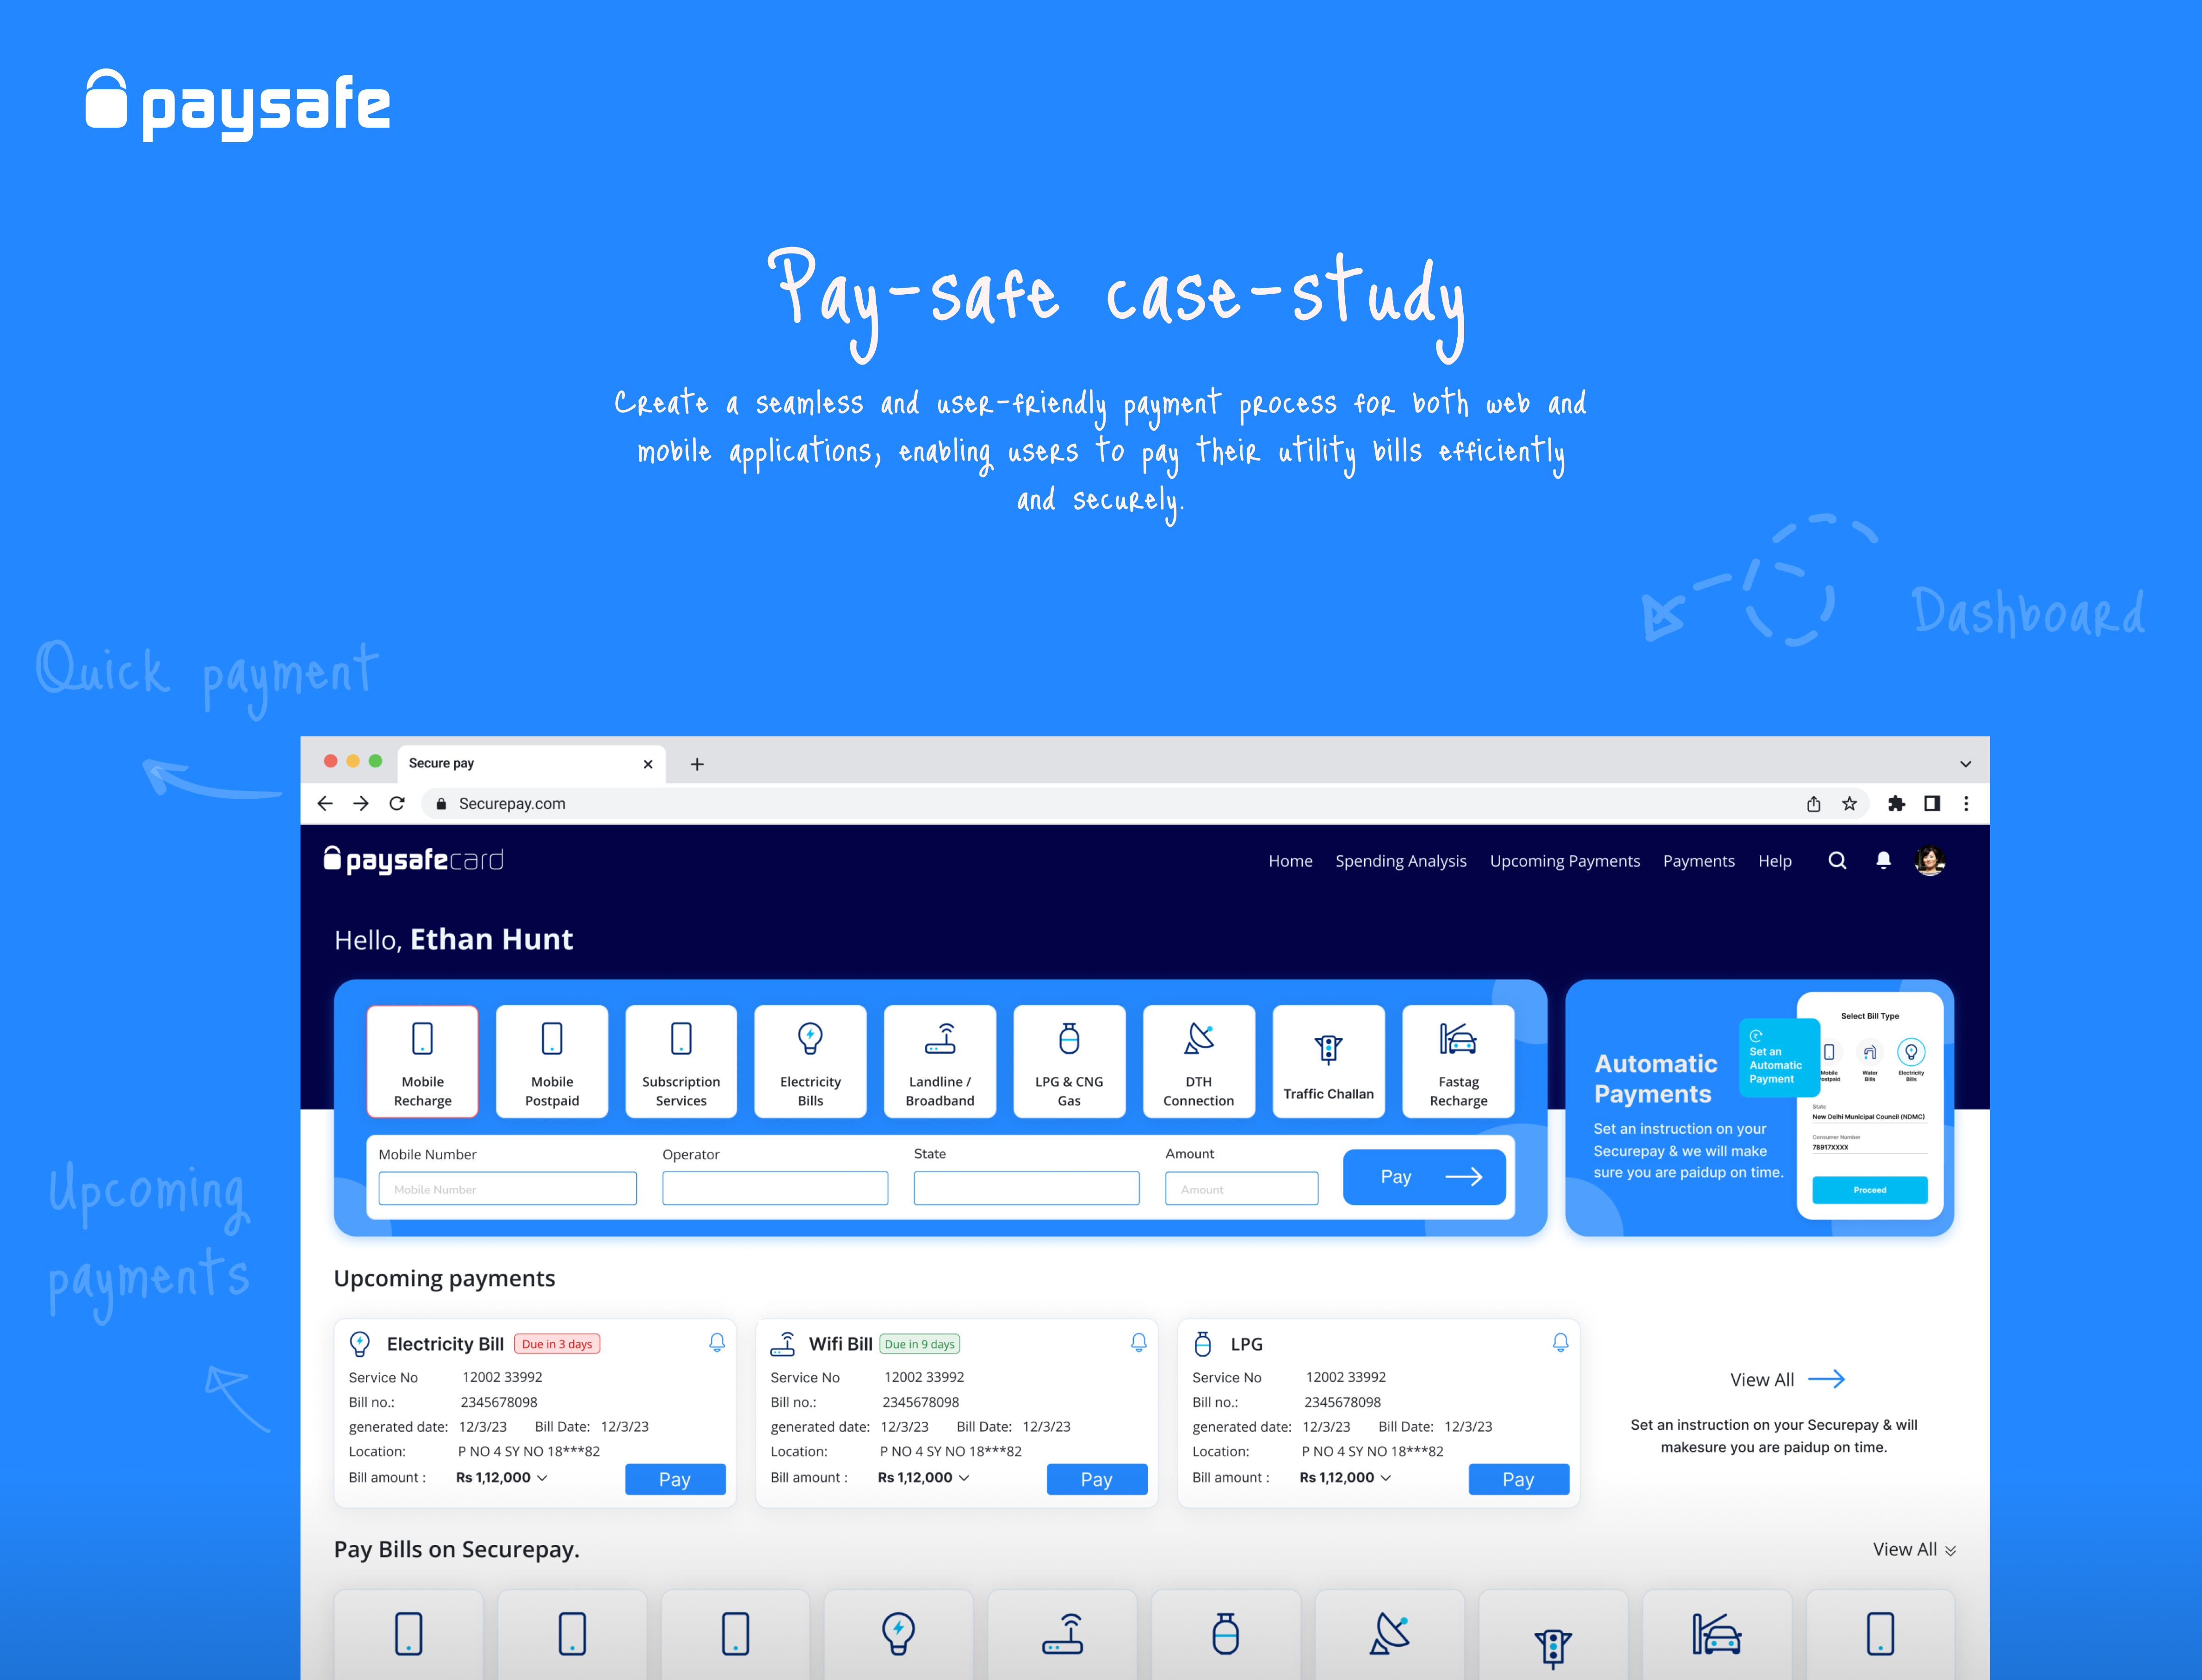 paysafe
Pay-safe case-study
Create a seamless and user-friendly payment process for both web and
mobile applications, enabling users to pay their utility bills efficiently
and securely.
Dashboard
Quick payment
Secure pay
Securepay.com
paysafecard
Home Spending Analysis Upcoming Payments Payments Help
Hello, Ethan Hunt
Mobile
Recharge
Mobile
Postpaid
Subscription
Services
Electricity
Bills
Landline /
Broadband
LPG & CNG
Gas
DTH
Connection
Traffic Challan
Fastag
Recharge
Mobile Number
Mobile Number
Operator
State
Amount
Amount
Pay
Automatic
Payments
Set an instruction on your
Securepay & we will make
sure you are paidup on time.
Set an
Automatic
Payment
Select Bill Type
Mobile
ostpaid
Water
Bills
Electricity
Bills
State
New Delhi Municipal Council (NDMC)
Consumer Number
78917XXXX
Proceed
Upcoming
payments
Upcoming payments
Electricity Bill Due in 3 days
Service No 12002 33992
Bill no.: 2345678098
generated date: 12/3/23 Bill Date: 12/3/23
Location: P NO 4 SY NO 18***82
Bill amount : Rs 1,12,000
Pay
Wifi Bill Due in 9 days
Service No 12002 33992
Bill no.: 2345678098
generated date: 12/3/23 Bill Date: 12/3/23
Location: P NO 4 SY NO 18***82
Bill amount : Rs 1,12,000
Pay
LPG
Service No 12002 33992
Bill no.: 2345678098
generated date: 12/3/23 Bill Date: 12/3/23
Location: P NO 4 SY NO 18***82
Bill amount : Rs 1,12,000
Pay
View All
Set an instruction on your Securepay & will
makesure you are paidup on time.
Pay Bills on Securepay.
View All